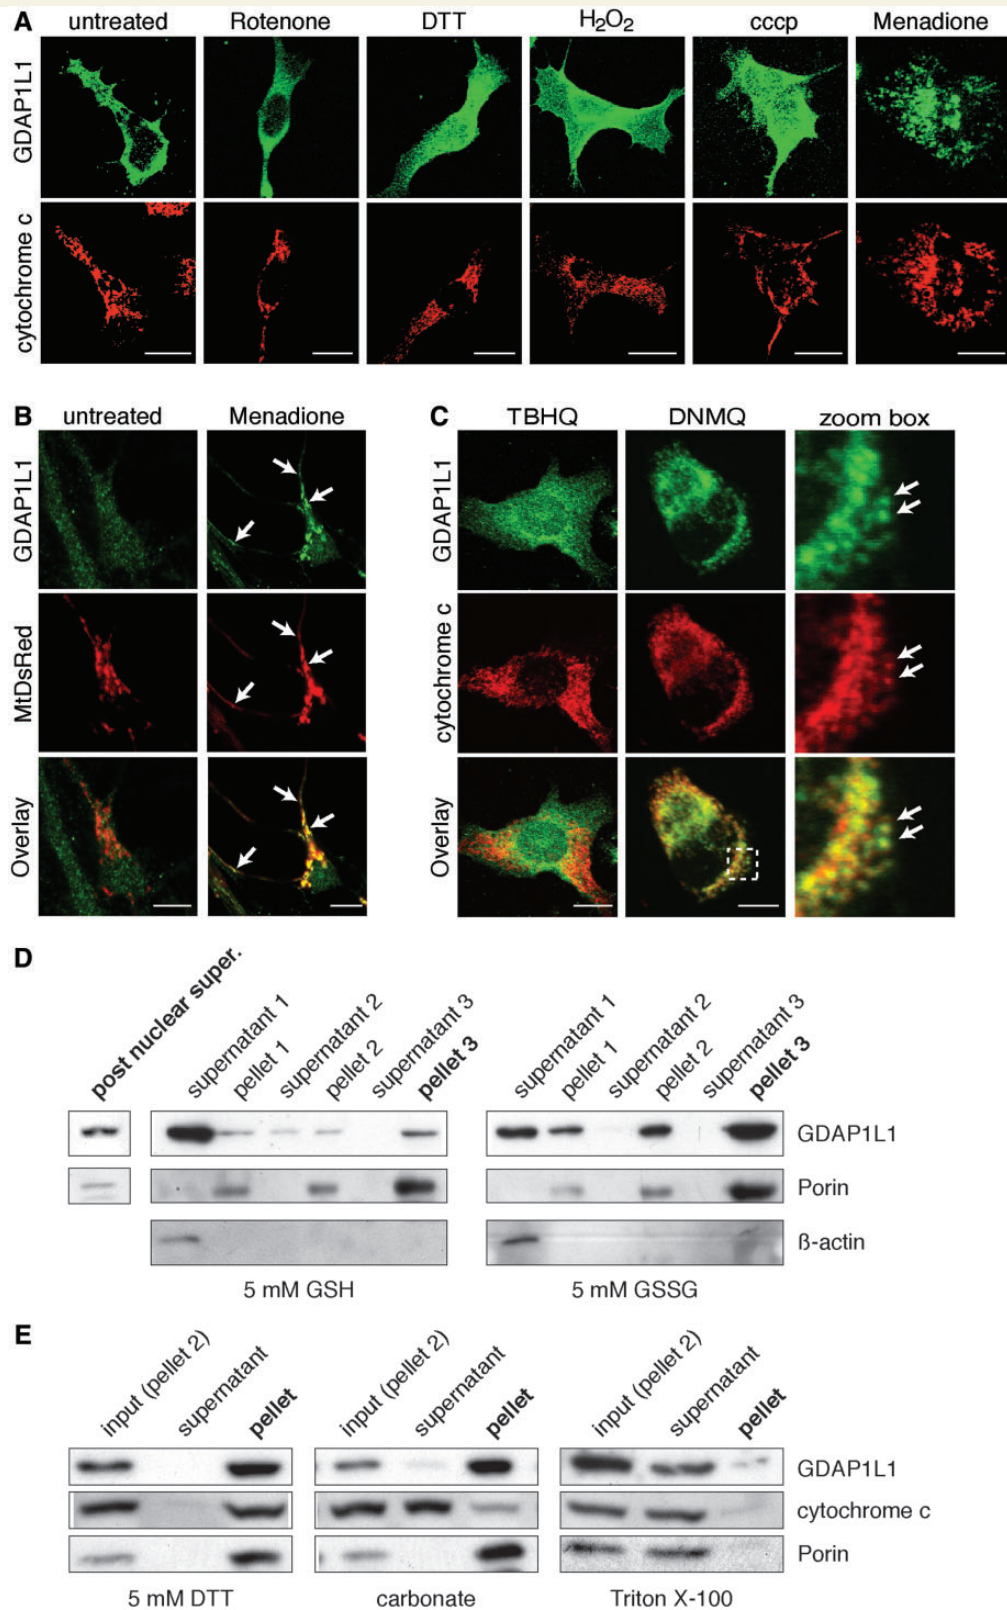 A
untreated
Rotenone
DTT
H₂O₂
cccp
Menadione
GDAP1L1
cytochrome c
B
untreated
Menadione
GDAP1L1
MtDsRed
Overlay
C
TBHQ
DNMQ
zoom box
GDAP1L1
cytochrome c
Overlay
D
post nuclear super.
supernatant 1
pellet 1
supernatant 2
pellet 2
supernatant 3
pellet 3
supernatant 1
pellet 1
supernatant 2
pellet 2
supernatant 3
pellet 3
GDAP1L1
Porin
ß-actin
5 mM GSH
5 mM GSSG
E
input (pellet 2)
supernatant
pellet
input (pellet 2)
supernatant
pellet
input (pellet 2)
supernatant
pellet
GDAP1L1
cytochrome c
Porin
5 mM DTT
carbonate
Triton X-100